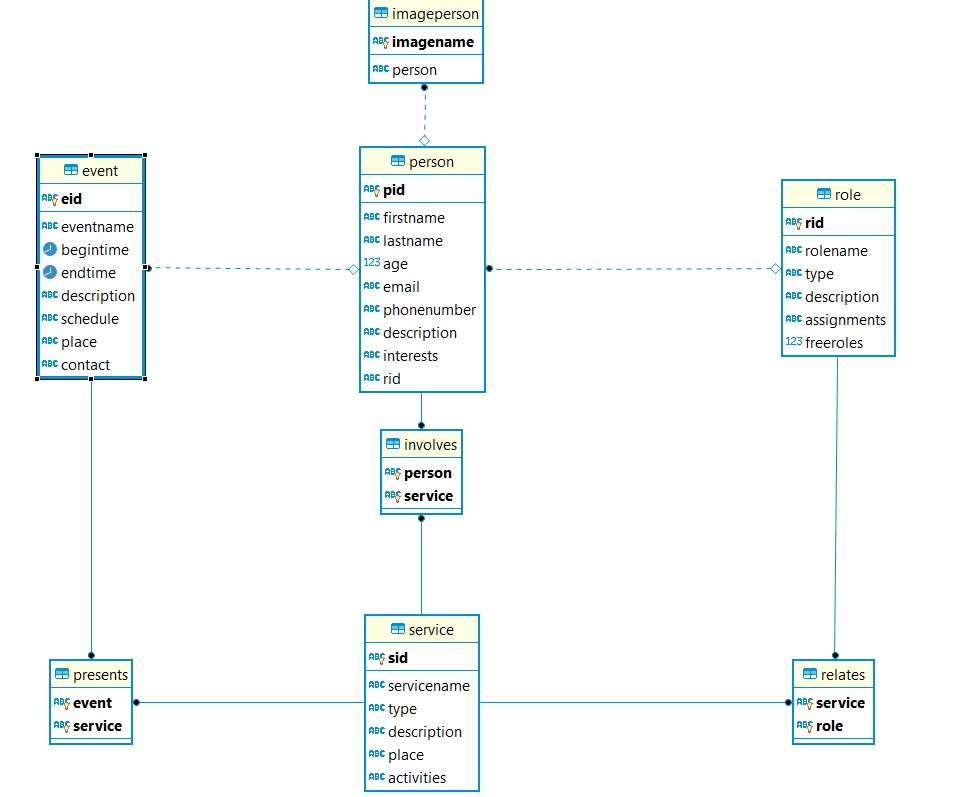 imageperson
ABC imagename
ABC person
event
ABC eid
ABC eventname
begintime
endtime
ABC description
ABC schedule
ABC place
ABC contact
person
ABC pid
ABC firstname
ABC lastname
123 age
ABC email
ABC phonenumber
ABC description
ABC interests
ABC rid
role
ABC rid
ABC rolename
ABC type
ABC description
ABC assignments
123 freeroles
involves
ABC person
ABC service
presents
ABC event
ABC service
service
ABC sid
ABC servicename
ABC type
ABC description
ABC place
ABC activities
relates
ABC service
ABC role